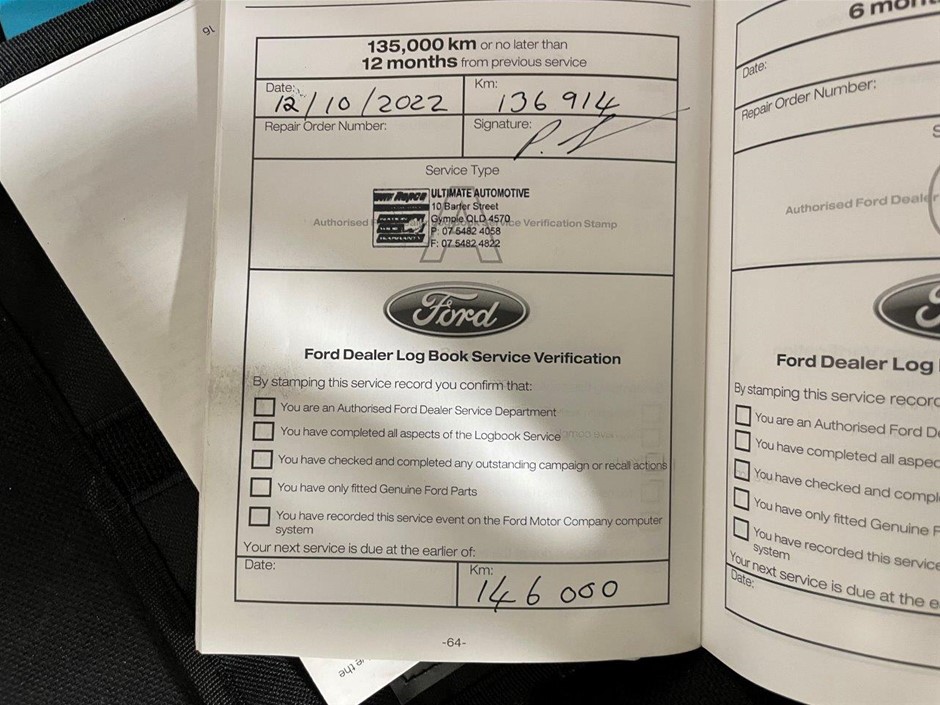 16
135,000 km or no later than
12 months from previous service
Date:
12/10/2022
Km:
136 914
Repair Order Number:
Signature:
Service Type
ULTIMATE AUTOMOTIVE
10 Barter Street
Gympie QLD 4570
P: 07 5482 4058
F: 07 5482 4822
Authorised Service Verification Stamp
Ford
Ford Dealer Log Book Service Verification
By stamping this service record you confirm that:
You are an Authorised Ford Dealer Service Department
You have completed all aspects of the Logbook Service
You have checked and completed any outstanding campaign or recall actions
You have only fitted Genuine Ford Parts
You have recorded this service event on the Ford Motor Company computer
system
Your next service is due at the earlier of:
Date:
Km:
146 000
-64-
the
6
Date:
Repair Order Number:
Authorised Ford Dealer
Ford Dealer Log
By stamping this service record
You are an Authorised Ford
You have completed all
You have checked and
You have only fitted Genuine
You have recorded this service
system
Your next service is due at the
Date: